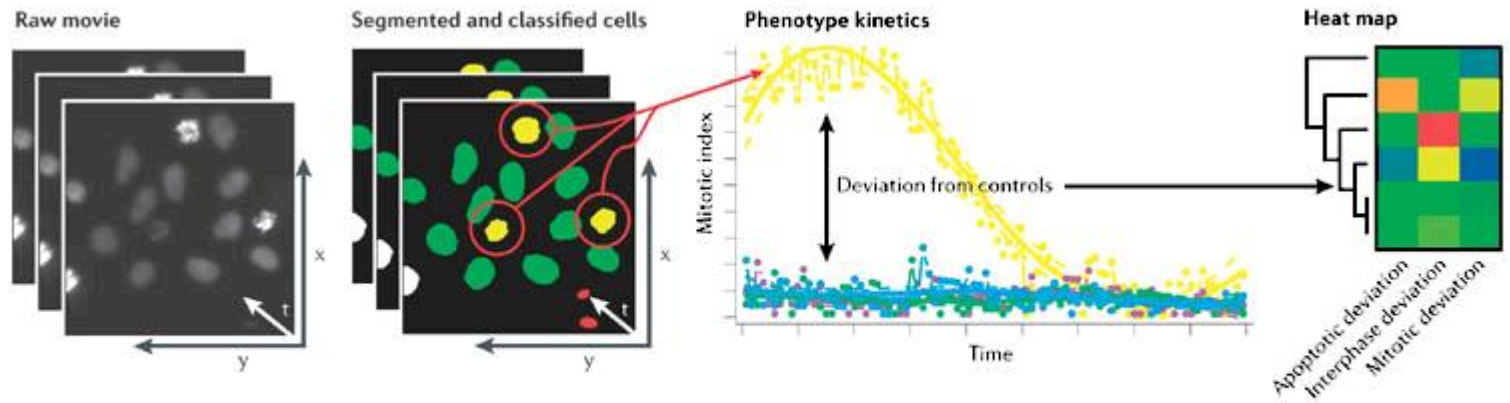 Raw movie
Segmented and classified cells
Phenotype kinetics
Heat map
x
t
y
x
t
y
Mitotic index
Deviation from controls
Time
Apoptotic deviation
Interphase deviation
Mitotic deviation